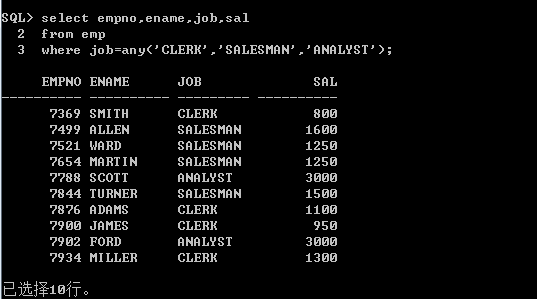 SQL> select empno,ename,job,sal
  2  from emp
  3  where job=any('CLERK','SALESMAN','ANALYST');
     EMPNO ENAME      JOB              SAL
---------- ---------- --------- ----------
      7369 SMITH      CLERK            800
      7499 ALLEN      SALESMAN        1600
      7521 WARD       SALESMAN        1250
      7654 MARTIN     SALESMAN        1250
      7788 SCOTT      ANALYST         3000
      7844 TURNER     SALESMAN        1500
      7876 ADAMS      CLERK           1100
      7900 JAMES      CLERK            950
      7902 FORD       ANALYST         3000
      7934 MILLER     CLERK           1300
已选择10行。